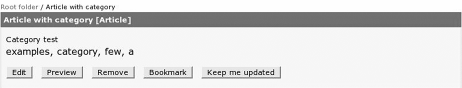 Root folder / Article with category
Article with category [Article]
Category test
examples, category, few, a
Edit Preview Remove Bookmark Keep me updated